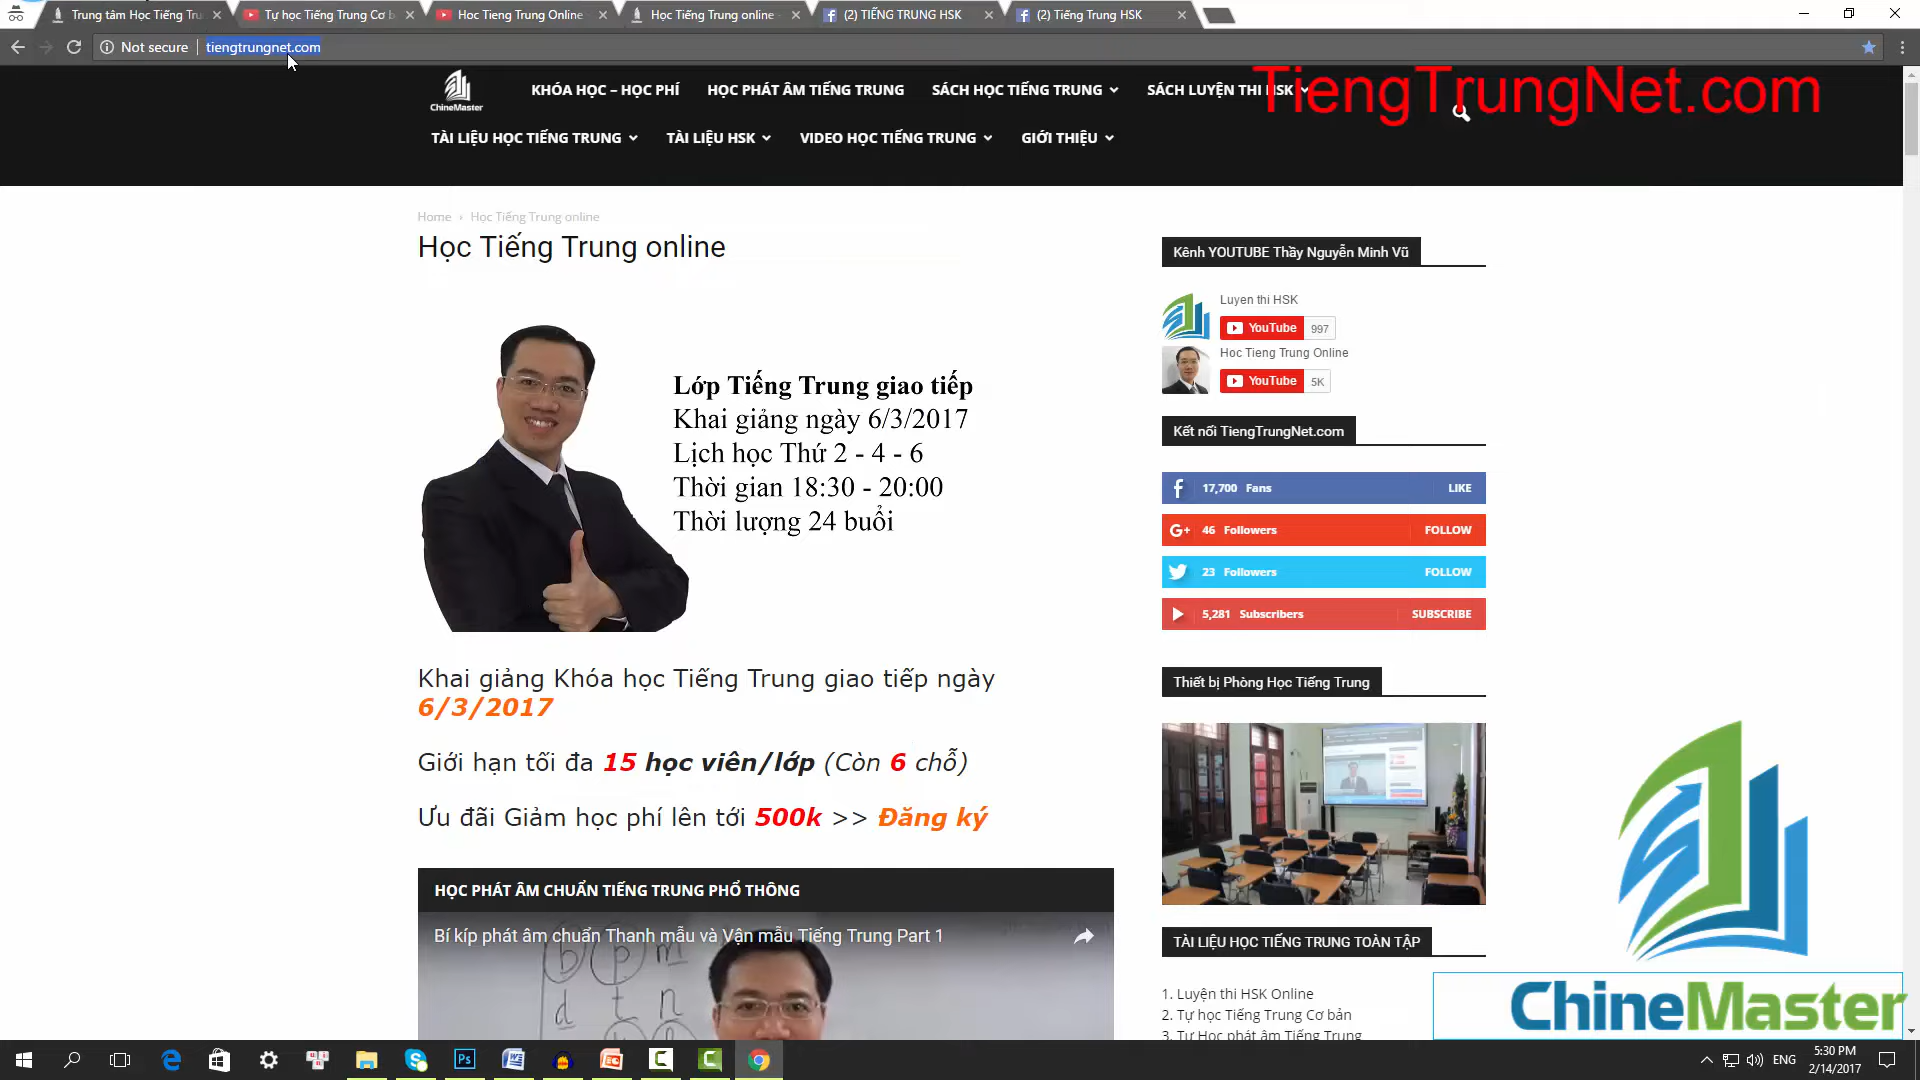 Trung tâm Học Tiếng Tru
Tự học Tiếng Trung Cơ b
Hoc Tieng Trung Online
Học Tiếng Trung online
(2) TIẾNG TRUNG HSK
(2) Tiếng Trung HSK
Not secure
tiengtrungnet.com
ChineMaster
KHÓA HỌC – HỌC PHÍ
HỌC PHÁT ÂM TIẾNG TRUNG
SÁCH HỌC TIẾNG TRUNG
SÁCH LUYỆN THI HSK
TiengTrungNet.com
TÀI LIỆU HỌC TIẾNG TRUNG
TÀI LIỆU HSK
VIDEO HỌC TIẾNG TRUNG
GIỚI THIỆU
Home › Học Tiếng Trung online
Học Tiếng Trung online
Lớp Tiếng Trung giao tiếp
Khai giảng ngày 6/3/2017
Lịch học Thứ 2 - 4 - 6
Thời gian 18:30 - 20:00
Thời lượng 24 buổi
Khai giảng Khóa học Tiếng Trung giao tiếp ngày
6/3/2017
Giới hạn tối đa 15 học viên/lớp (Còn 6 chỗ)
Ưu đãi Giảm học phí lên tới 500k >> Đăng ký
HỌC PHÁT ÂM CHUẨN TIẾNG TRUNG PHỔ THÔNG
Bí kíp phát âm chuẩn Thanh mẫu và Vận mẫu Tiếng Trung Part 1
b p m
d t n
Kênh YOUTUBE Thầy Nguyễn Minh Vũ
Luyen thi HSK
YouTube 997
Hoc Tieng Trung Online
YouTube 5K
Kết nối TiengTrungNet.com
17,700 Fans LIKE
46 Followers FOLLOW
23 Followers FOLLOW
5,281 Subscribers SUBSCRIBE
Thiết bị Phòng Học Tiếng Trung
TÀI LIỆU HỌC TIẾNG TRUNG TOÀN TẬP
1. Luyện thi HSK Online
2. Tự học Tiếng Trung Cơ bản
3. Tự Học phát âm Tiếng Trung
ChineMaster
ENG
5:30 PM
2/14/2017